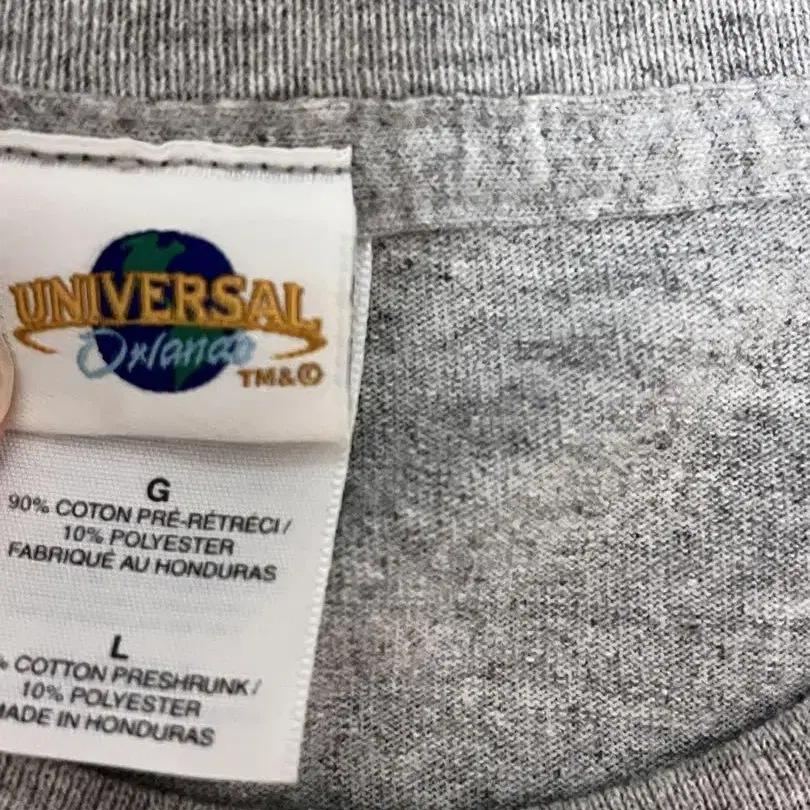 UNIVERSAL
Orlando
TM&©
G
90% COTON PRÉ-RÉTRÉCI /
10% POLYESTER
FABRIQUÉ AU HONDURAS
L
% COTTON PRESHRUNK /
10% POLYESTER
MADE IN HONDURAS